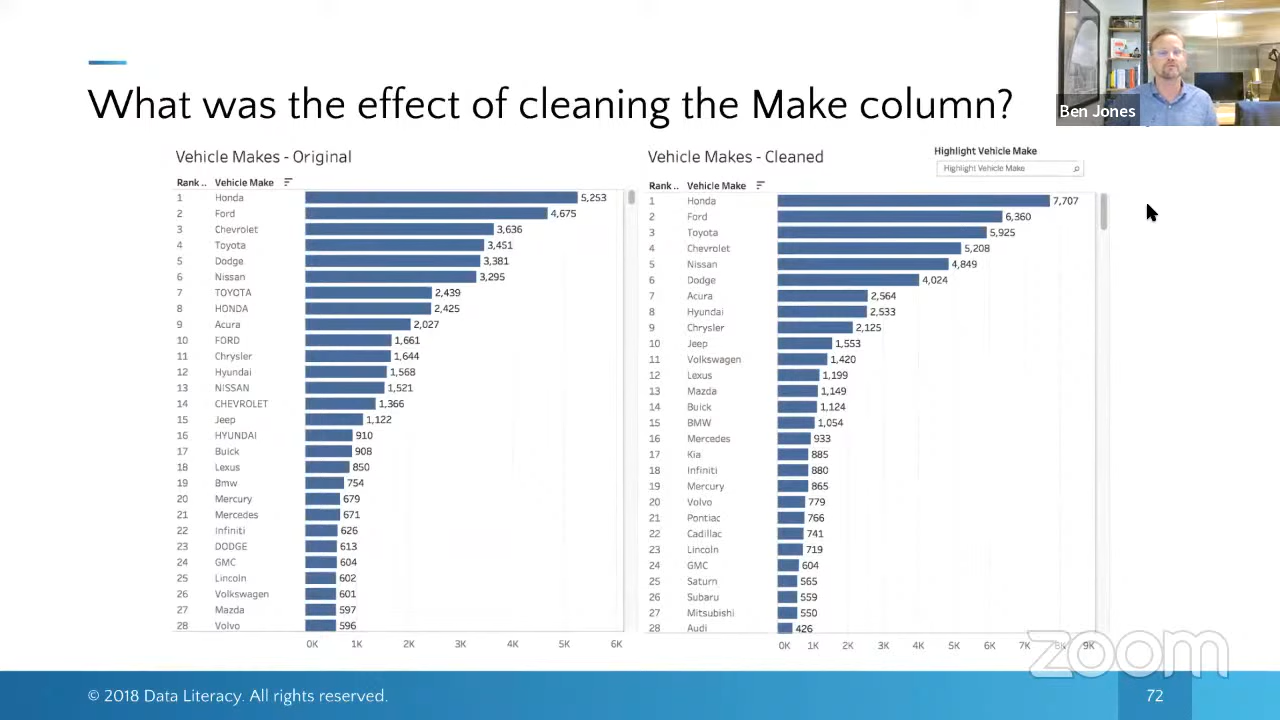 Ben Jones
What was the effect of cleaning the Make column?
Vehicle Makes - Original
Rank .. Vehicle Make
1 Honda 5,253
2 Ford 4,675
3 Chevrolet 3,636
4 Toyota 3,451
5 Dodge 3,381
6 Nissan 3,295
7 TOYOTA 2,439
8 HONDA 2,425
9 Acura 2,027
10 FORD 1,661
11 Chrysler 1,644
12 Hyundai 1,568
13 NISSAN 1,521
14 CHEVROLET 1,366
15 Jeep 1,122
16 HYUNDAI 910
17 Buick 908
18 Lexus 850
19 Bmw 754
20 Mercury 679
21 Mercedes 671
22 Infiniti 626
23 DODGE 613
24 GMC 604
25 Lincoln 602
26 Volkswagen 601
27 Mazda 597
28 Volvo 596
0K 1K 2K 3K 4K 5K 6K
Vehicle Makes - Cleaned
Highlight Vehicle Make
Highlight Vehicle Make
Rank .. Vehicle Make
1 Honda 7,707
2 Ford 6,360
3 Toyota 5,925
4 Chevrolet 5,208
5 Nissan 4,849
6 Dodge 4,024
7 Acura 2,564
8 Hyundai 2,533
9 Chrysler 2,125
10 Jeep 1,553
11 Volkswagen 1,420
12 Lexus 1,199
13 Mazda 1,149
14 Buick 1,124
15 BMW 1,054
16 Mercedes 933
17 Kia 885
18 Infiniti 880
19 Mercury 865
20 Volvo 779
21 Pontiac 766
22 Cadillac 741
23 Lincoln 719
24 GMC 604
25 Saturn 565
26 Subaru 559
27 Mitsubishi 550
28 Audi 426
0K 1K 2K 3K 4K 5K 6K 7K 8K 9K
zoom
© 2018 Data Literacy. All rights reserved.
72